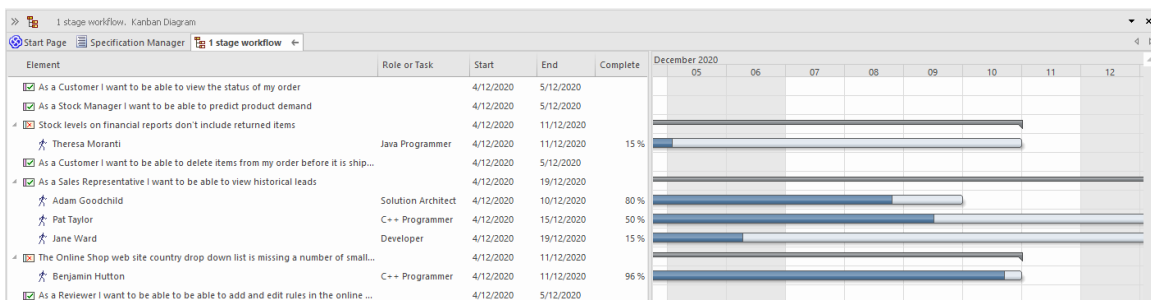 1 stage workflow. Kanban Diagram
Start Page Specification Manager 1 stage workflow
Element Role or Task Start End Complete December 2020
05 06 07 08 09 10 11 12
As a Customer I want to be able to view the status of my order 4/12/2020 5/12/2020
As a Stock Manager I want to be able to predict product demand 4/12/2020 5/12/2020
Stock levels on financial reports don't include returned items 4/12/2020 11/12/2020
Theresa Moranti Java Programmer 4/12/2020 11/12/2020 15 %
As a Customer I want to be able to delete items from my order before it is ship... 4/12/2020 5/12/2020
As a Sales Representative I want to be able to view historical leads 4/12/2020 19/12/2020
Adam Goodchild Solution Architect 4/12/2020 10/12/2020 80 %
Pat Taylor C++ Programmer 4/12/2020 15/12/2020 50 %
Jane Ward Developer 4/12/2020 19/12/2020 15 %
The Online Shop web site country drop down list is missing a number of small... 4/12/2020 11/12/2020
Benjamin Hutton C++ Programmer 4/12/2020 11/12/2020 96 %
As a Reviewer I want to be able to be able to add and edit rules in the online ... 4/12/2020 5/12/2020